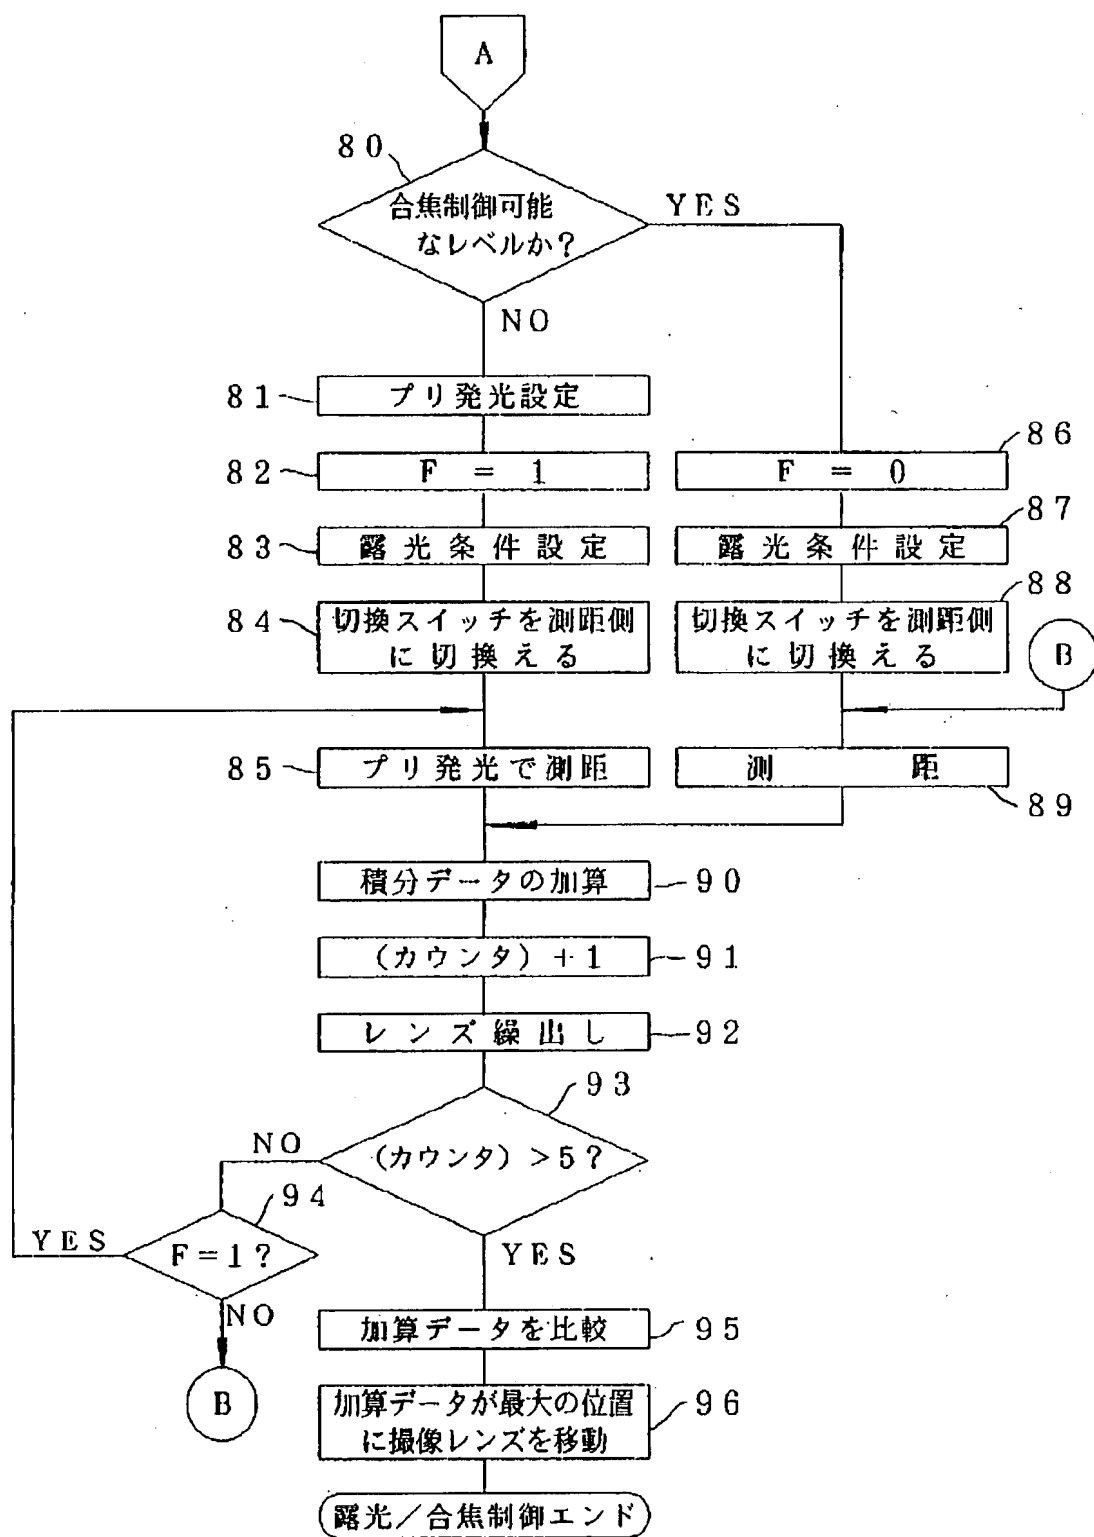 A
80
合焦制御可能
なレベルか？
YES
NO
81
プリ発光設定
82
F = 1
86
F = 0
83
露光条件設定
87
露光条件設定
84
切換スイッチを測距側
に切換える
88
切換スイッチを測距側
に切換える
B
85
プリ発光で測距
測距
89
積分データの加算
90
(カウンタ)+1
91
レンズ繰出し
92
93
(カウンタ)>5？
NO
94
YES
F=1？
YES
NO
B
加算データを比較
95
加算データが最大の位置
に撮像レンズを移動
96
露光／合焦制御エンド